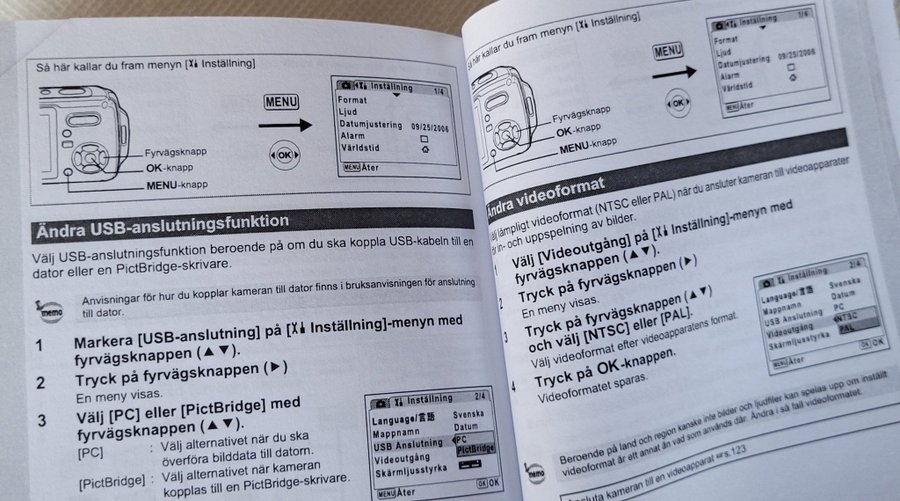 Så här kallar du fram menyn [Inställning]
Inställning 1/4
Format
Ljud
Datumjustering 09/25/2006
Alarm
Världstid
MENU Åter
MENU
OK
Fyrvägsknapp
OK-knapp
MENU-knapp
Ändra USB-anslutningsfunktion
Välj USB-anslutningsfunktion beroende på om du ska koppla USB-kabeln till en
dator eller en PictBridge-skrivare.
memo
Anvisningar för hur du kopplar kameran till dator finns i bruksanvisningen för anslutning
till dator.
1 Markera [USB-anslutning] på [Inställning]-menyn med
fyrvägsknappen (▲ ▼).
2 Tryck på fyrvägsknappen (▶)
En meny visas.
3 Välj [PC] eller [PictBridge] med
fyrvägsknappen (▲ ▼).
[PC] : Välj alternativet när du ska
överföra bilddata till datorn.
[PictBridge] : Välj alternativet när kameran
kopplas till en PictBridge-skrivare.
Inställning 2/4
Language/言語 Svenska
Mappnamn Datum
USB Anslutning PC
Videoutgång PictBridge
Skärmljusstyrka
MENU Åter OK OK
Så här kallar du fram menyn [Inställning]
Inställning 1/4
Format
Ljud
Datumjustering 09/25/2006
Alarm
Världstid
MENU Åter
MENU
OK
Fyrvägsknapp
OK-knapp
MENU-knapp
Ändra videoformat
Välj lämpligt videoformat (NTSC eller PAL) när du ansluter kameran till videoapparater
för in- och uppspelning av bilder.
1 Välj [Videoutgång] på [Inställning]-menyn med
fyrvägsknappen (▲ ▼).
2 Tryck på fyrvägsknappen (▶)
En meny visas.
3 Tryck på fyrvägsknappen (▲▼)
och välj [NTSC] eller [PAL].
Välj videoformat efter videoapparatens format.
4 Tryck på OK-knappen.
Videoformatet sparas.
Inställning 2/4
Language/言語 Svenska
Mappnamn Datum
USB Anslutning PC
Videoutgång NTSC
Skärmljusstyrka PAL
MENU Åter OK OK
memo
Beroende på land och region kanske inte bilder och ljudfiler kan spelas upp om inställt
videoformat är ett annat än vad som används där. Ändra i så fall videoformatet.
Ansluta kameran till en videoapparat s.123